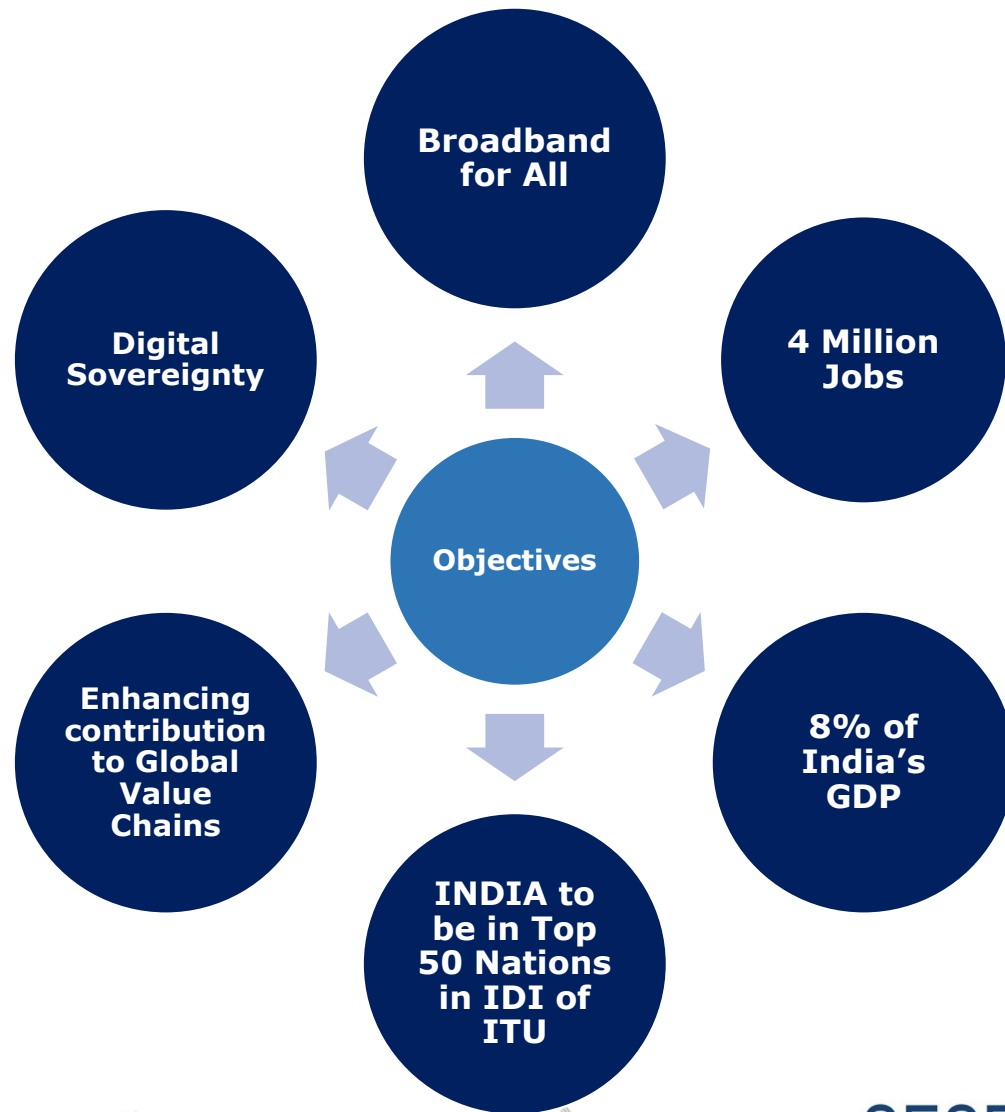 Broadband
for All
4 Million
Jobs
8% of
India’s
GDP
INDIA to
be in Top
50 Nations
in IDI of
ITU
Enhancing
contribution
to Global
Value
Chains
Digital
Sovereignty
Objectives